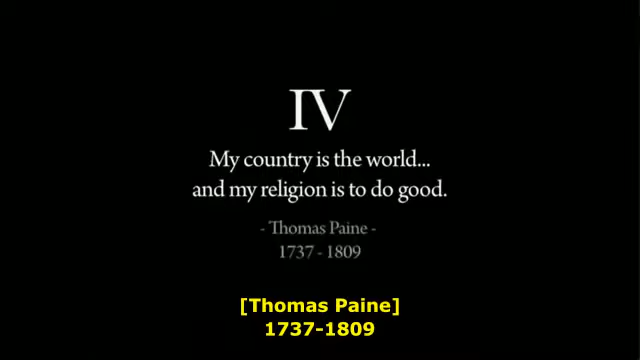 IV
My country is the world...
and my religion is to do good.
- Thomas Paine -
1737 - 1809
[Thomas Paine]
1737-1809